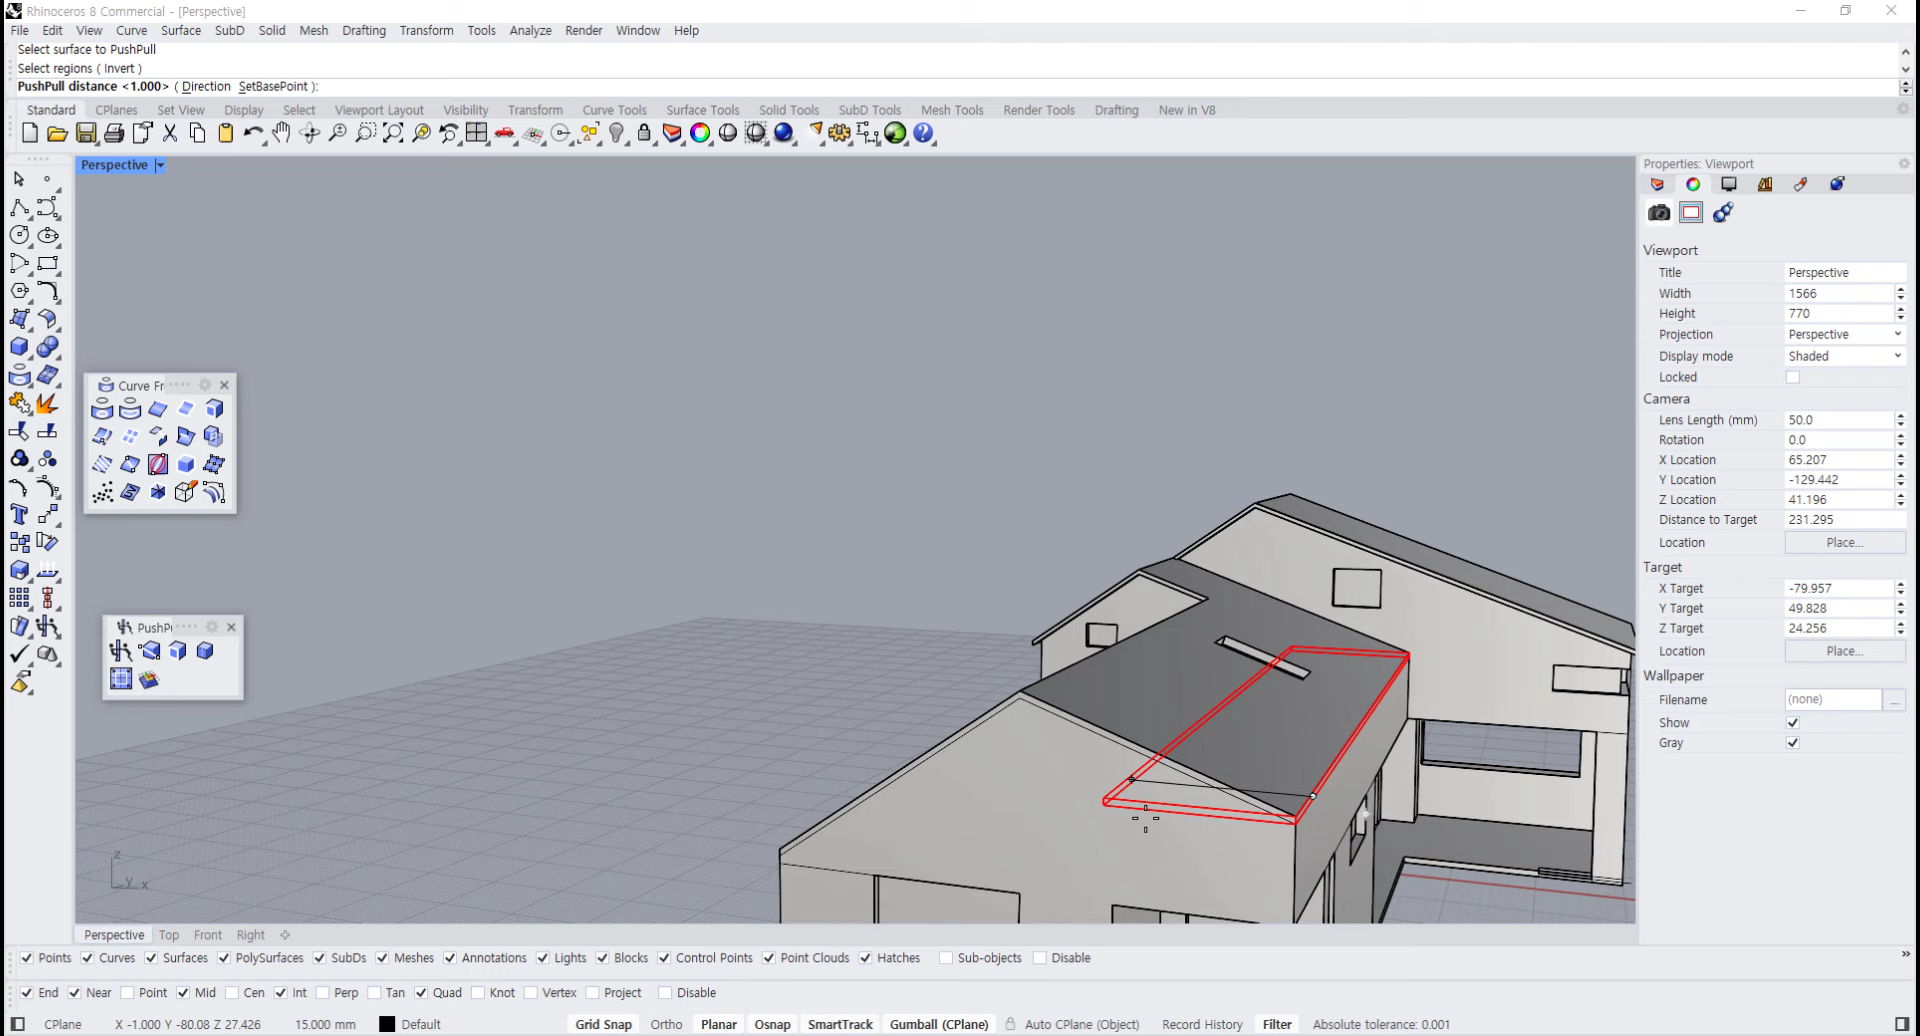 Rhinoceros 8 Commercial - [Perspective]
File Edit View Curve Surface SubD Solid Mesh Drafting Transform Tools Analyze Render Window Help
Select surface to PushPull
Select regions ( Invert )
PushPull distance <1.000> ( Direction SetBasePoint ):
Standard CPlanes Set View Display Select Viewport Layout Visibility Transform Curve Tools Surface Tools Solid Tools SubD Tools Mesh Tools Render Tools Drafting New in V8
Perspective
Curve Fr
PushP
z
y x
Properties: Viewport
Viewport
Title Perspective
Width 1566
Height 770
Projection Perspective
Display mode Shaded
Locked
Camera
Lens Length (mm) 50.0
Rotation 0.0
X Location 65.207
Y Location -129.442
Z Location 41.196
Distance to Target 231.295
Location Place...
Target
X Target -79.957
Y Target 49.828
Z Target 24.256
Location Place...
Wallpaper
Filename (none) ...
Show
Gray
Perspective Top Front Right
Points Curves Surfaces PolySurfaces SubDs Meshes Annotations Lights Blocks Control Points Point Clouds Hatches Sub-objects Disable
End Near Point Mid Cen Int Perp Tan Quad Knot Vertex Project Disable
CPlane X -1.000 Y -80.08 Z 27.426 15.000 mm Default Grid Snap Ortho Planar Osnap SmartTrack Gumball (CPlane) Auto CPlane (Object) Record History Filter Absolute tolerance: 0.001